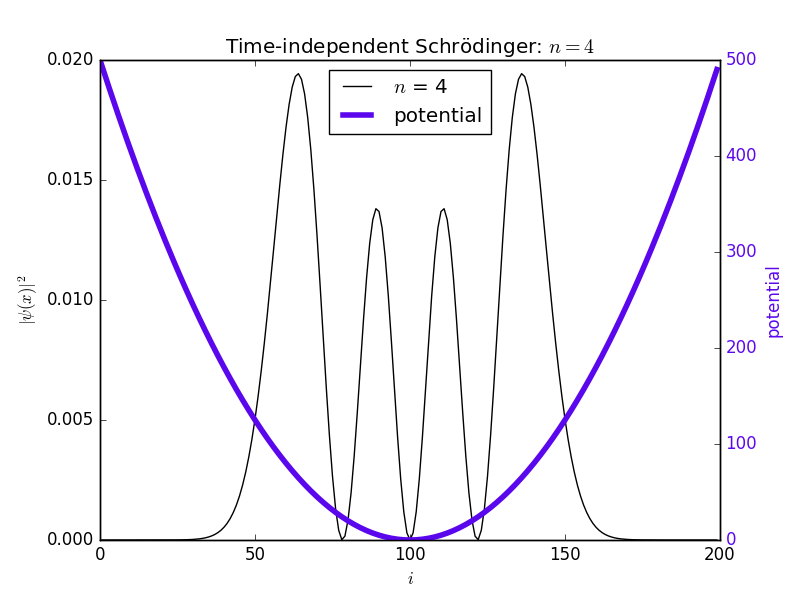 Time-independent Schrödinger: n = 4
n = 4
potential
0.020
0.015
0.010
0.005
0.000
|ψ(x)|²
500
400
300
200
100
0
potential
0 50 100 150 200
i